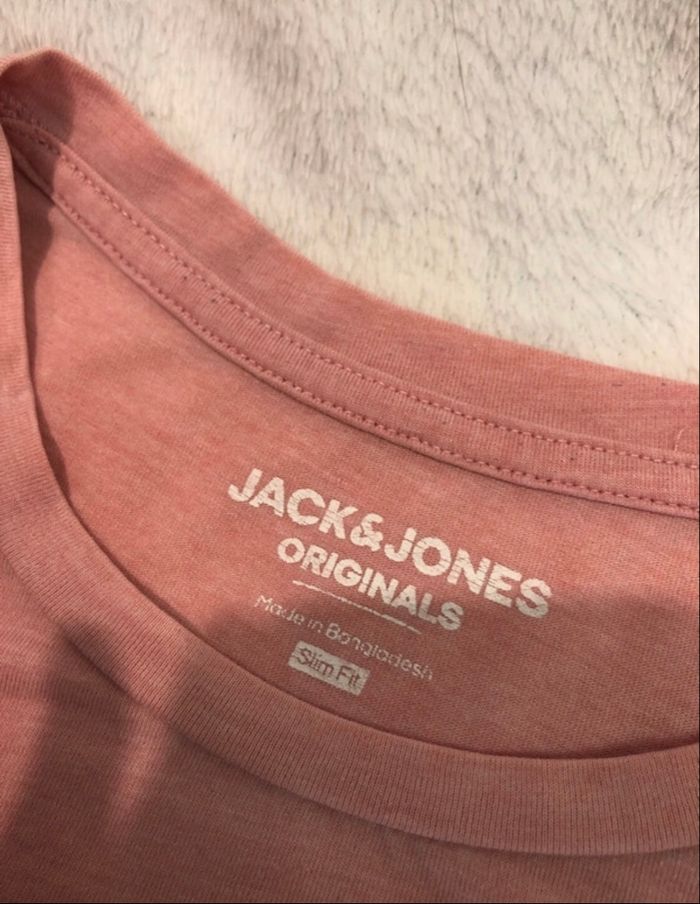 JACK&JONES
ORIGINALS
Made in Bangladesh
Slim Fit